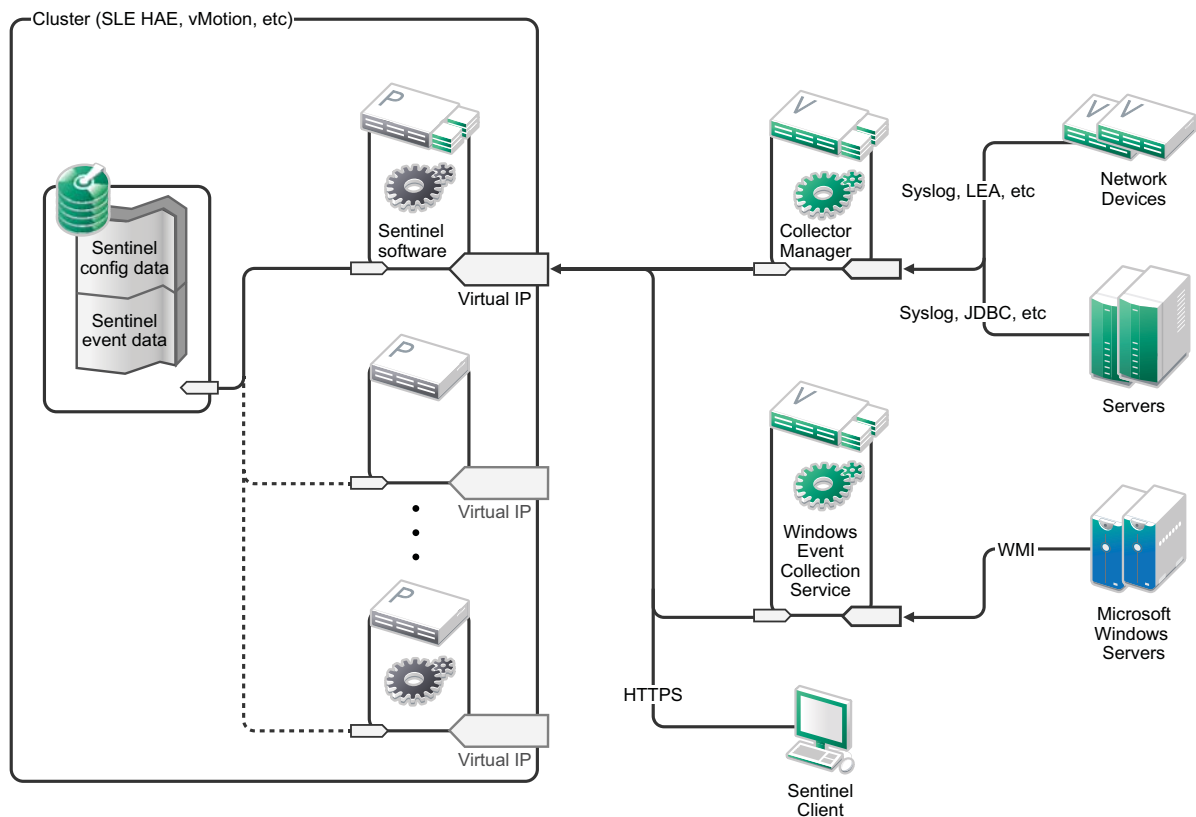 Cluster (SLE HAE, vMotion, etc)
P
Sentinel
software
Virtual IP
Sentinel
config data
Sentinel
event data
P
Virtual IP
P
Virtual IP
V
Collector
Manager
V
V
Network
Devices
Syslog, LEA, etc
Syslog, JDBC, etc
Servers
V
Windows
Event
Collection
Service
WMI
Microsoft
Windows
Servers
HTTPS
Sentinel
Client